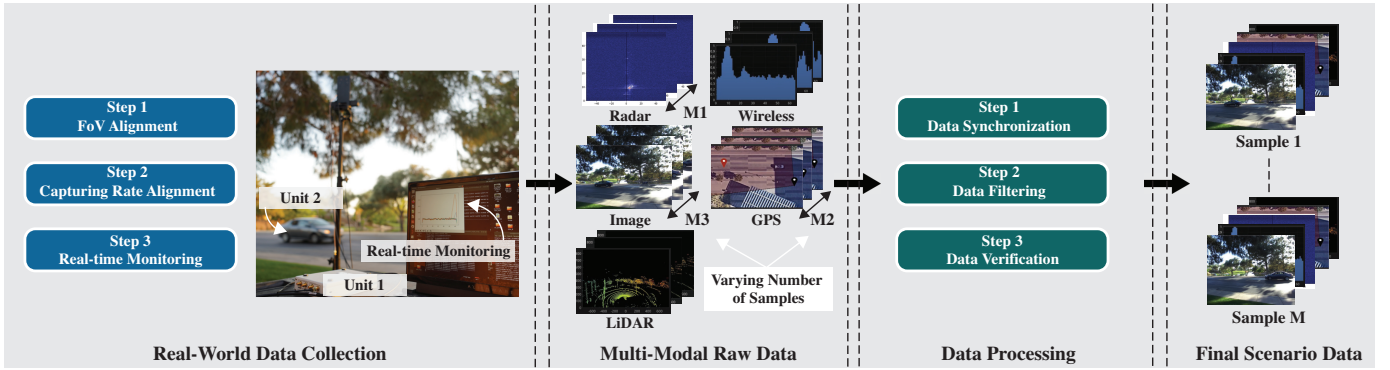 Step 1
FoV Alignment
Step 2
Capturing Rate Alignment
Step 3
Real-time Monitoring
Unit 2
Real-time Monitoring
Unit 1
Real-World Data Collection
Radar
M1
Wireless
Image
M3
GPS
M2
LiDAR
Varying Number
of Samples
Multi-Modal Raw Data
Step 1
Data Synchronization
Step 2
Data Filtering
Step 3
Data Verification
Data Processing
Sample 1
Sample M
Final Scenario Data